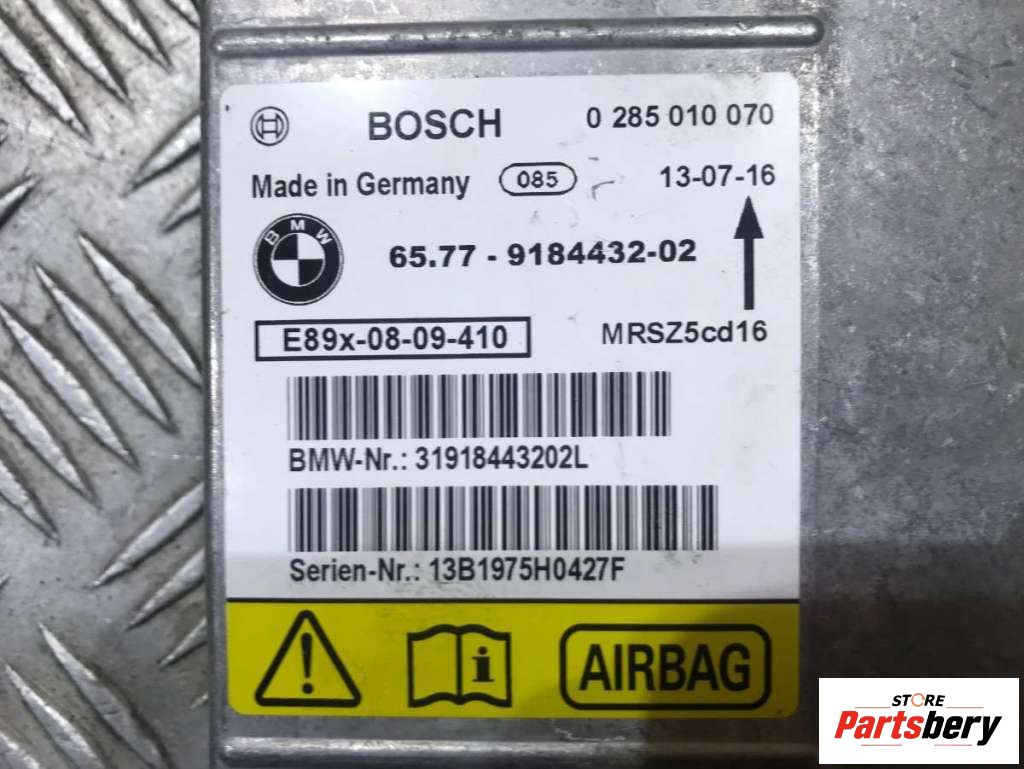 BOSCH 0 285 010 070
Made in Germany 085 13-07-16
BMW 65.77 - 9184432-02
E89x-08-09-410 MRSZ5cd16
BMW-Nr.: 31918443202L
Serien-Nr.: 13B1975H0427F
AIRBAG
STORE
Partsbery